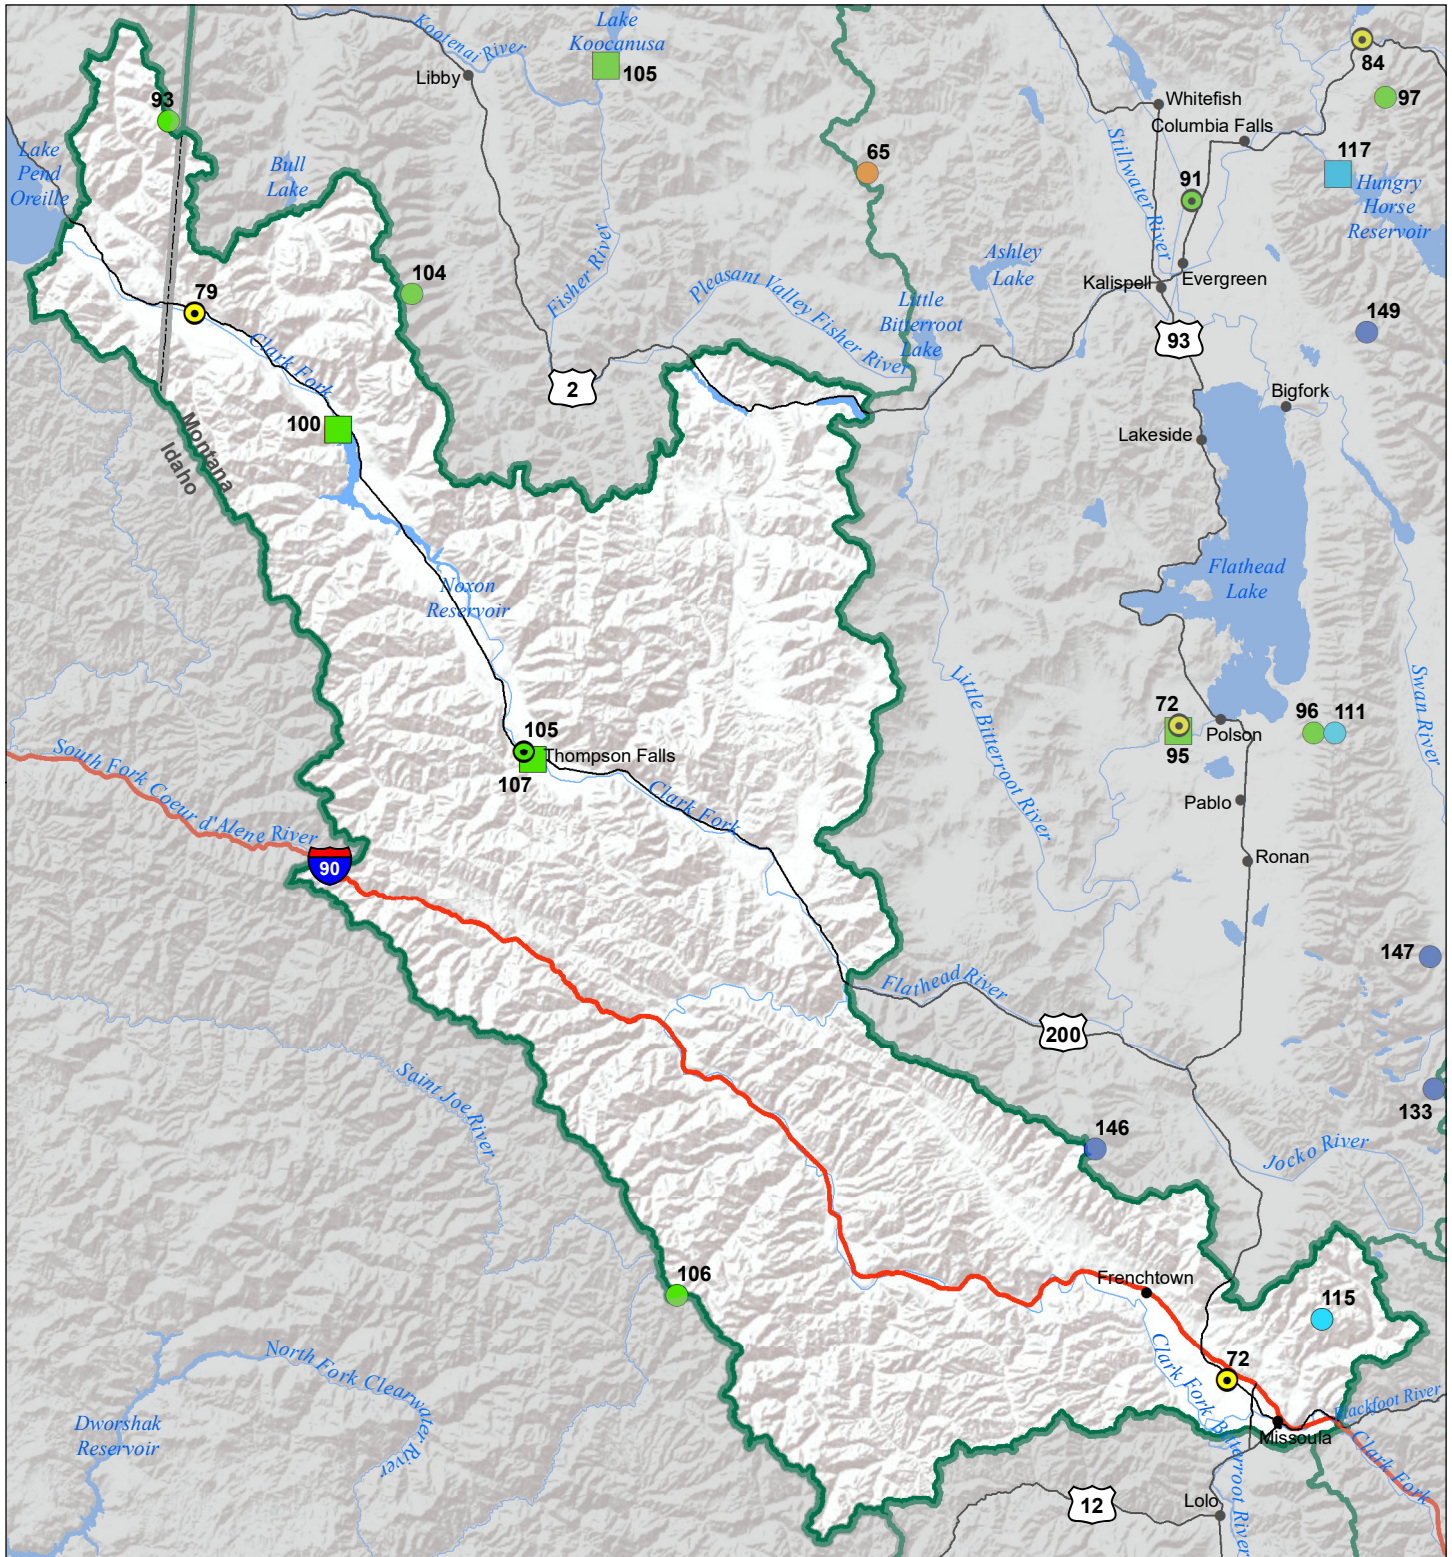 Kootenai River
Lake
Koocanusa
105
Libby
84
97
93
Whitefish
Columbia Falls
Lake
Pend
Oreille
Bull
Lake
65
Stillwater River
117
Hungry
Horse
Reservoir
91
104
Fisher River
Pleasant Valley Fisher River
Ashley
Lake
Evergreen
Kalispell
79
Little
Bitterroot
Lake
149
93
Clark Fork
2
Bigfork
100
Lakeside
Montana
Idaho
Noxon
Reservoir
Flathead
Lake
Little Bitterroot River
Swan River
72
95
Polson
96
111
105
Thompson Falls
107
South Fork Coeur d'Alene River
Clark Fork
Pablo
90
Ronan
147
Flathead River
200
Saint Joe River
133
146
Jocko River
106
Frenchtown
115
North Fork Clearwater River
Clark Fork
72
Dworshak
Reservoir
Blackfoot River
Missoula
Clark Fork
Bitterroot River
12
Lolo